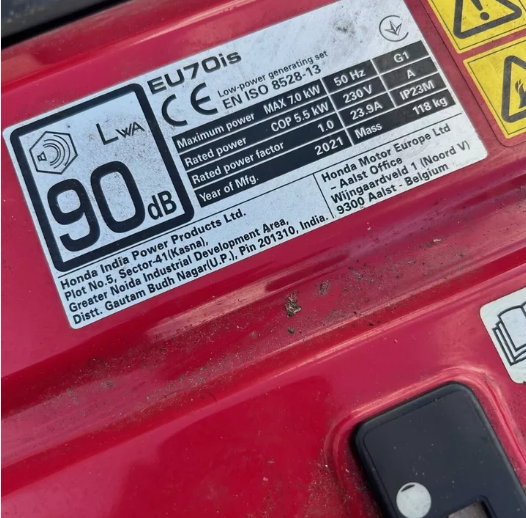 EU70is
CE
Low-power generating set
EN ISO 8528-13
LWA
90dB
Maximum power MAX 7.0 kW 50 Hz G1
Rated power COP 5.5 kW 230 V A
Rated power factor 1.0 23.9A IP23M
Year of Mfg. 2021 Mass 118 kg
Honda India Power Products Ltd.
Plot No.5, Sector-41(Kasna),
Greater Noida Industrial Development Area,
Distt. Gautam Budh Nagar(U.P.), Pin 201310, India.
Honda Motor Europe Ltd
- Aalst Office
Wijngaardveld 1 (Noord V)
9300 Aalst - Belgium